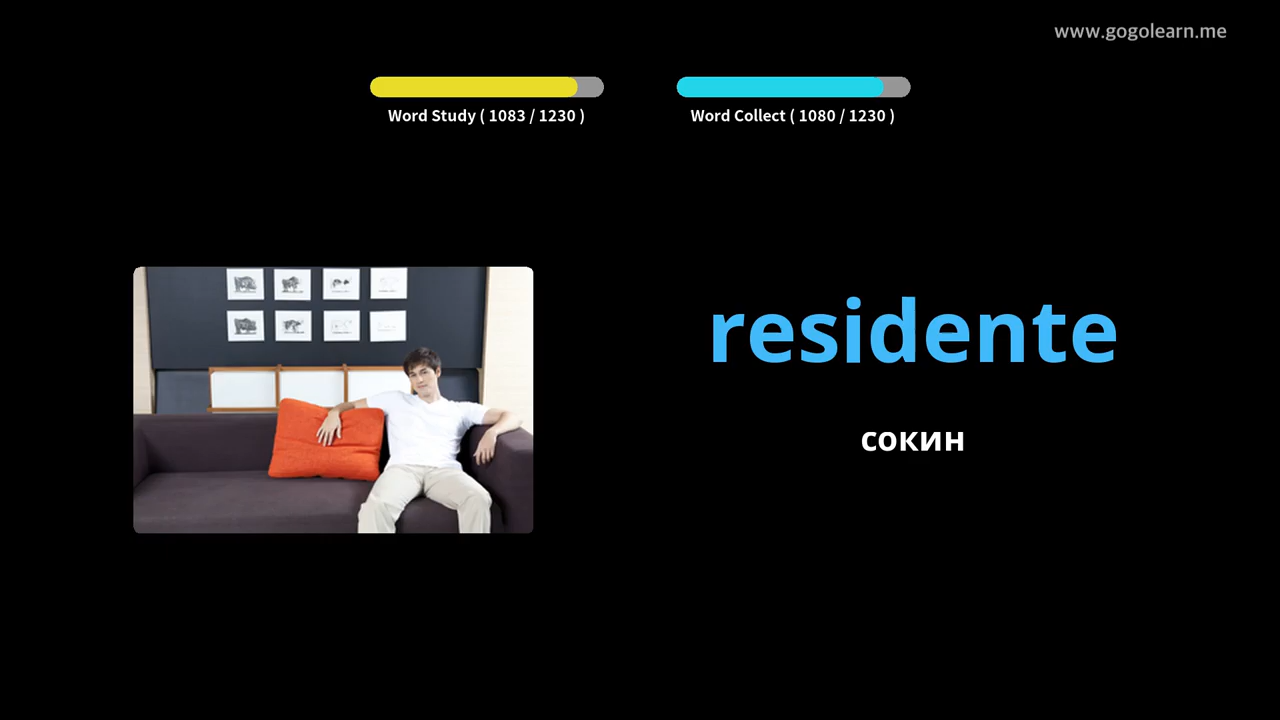 www.gogolearn.me
Word Study ( 1083 / 1230 )
Word Collect ( 1080 / 1230 )
residente
сокин